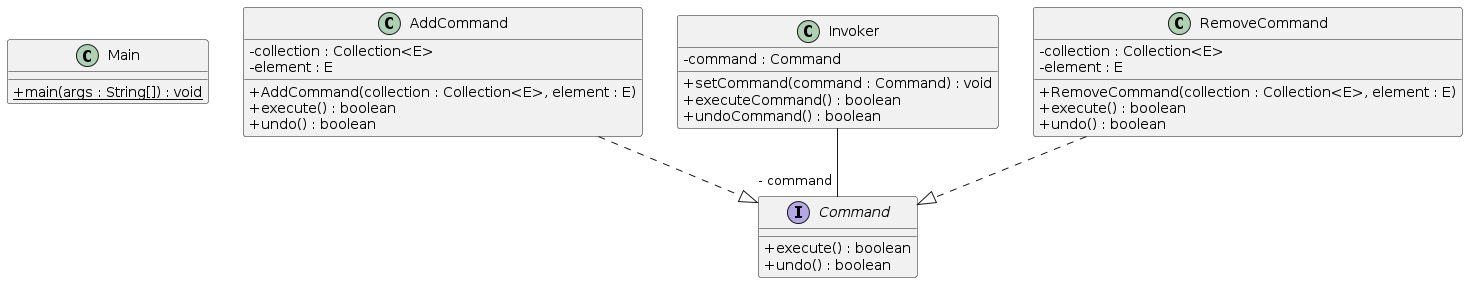 C Main
+main(args : String[]) : void
C AddCommand
-collection : Collection<E>
-element : E
+AddCommand(collection : Collection<E>, element : E)
+execute() : boolean
+undo() : boolean
C Invoker
-command : Command
+setCommand(command : Command) : void
+executeCommand() : boolean
+undoCommand() : boolean
C RemoveCommand
-collection : Collection<E>
-element : E
+RemoveCommand(collection : Collection<E>, element : E)
+execute() : boolean
+undo() : boolean
- command
I Command
+execute() : boolean
+undo() : boolean